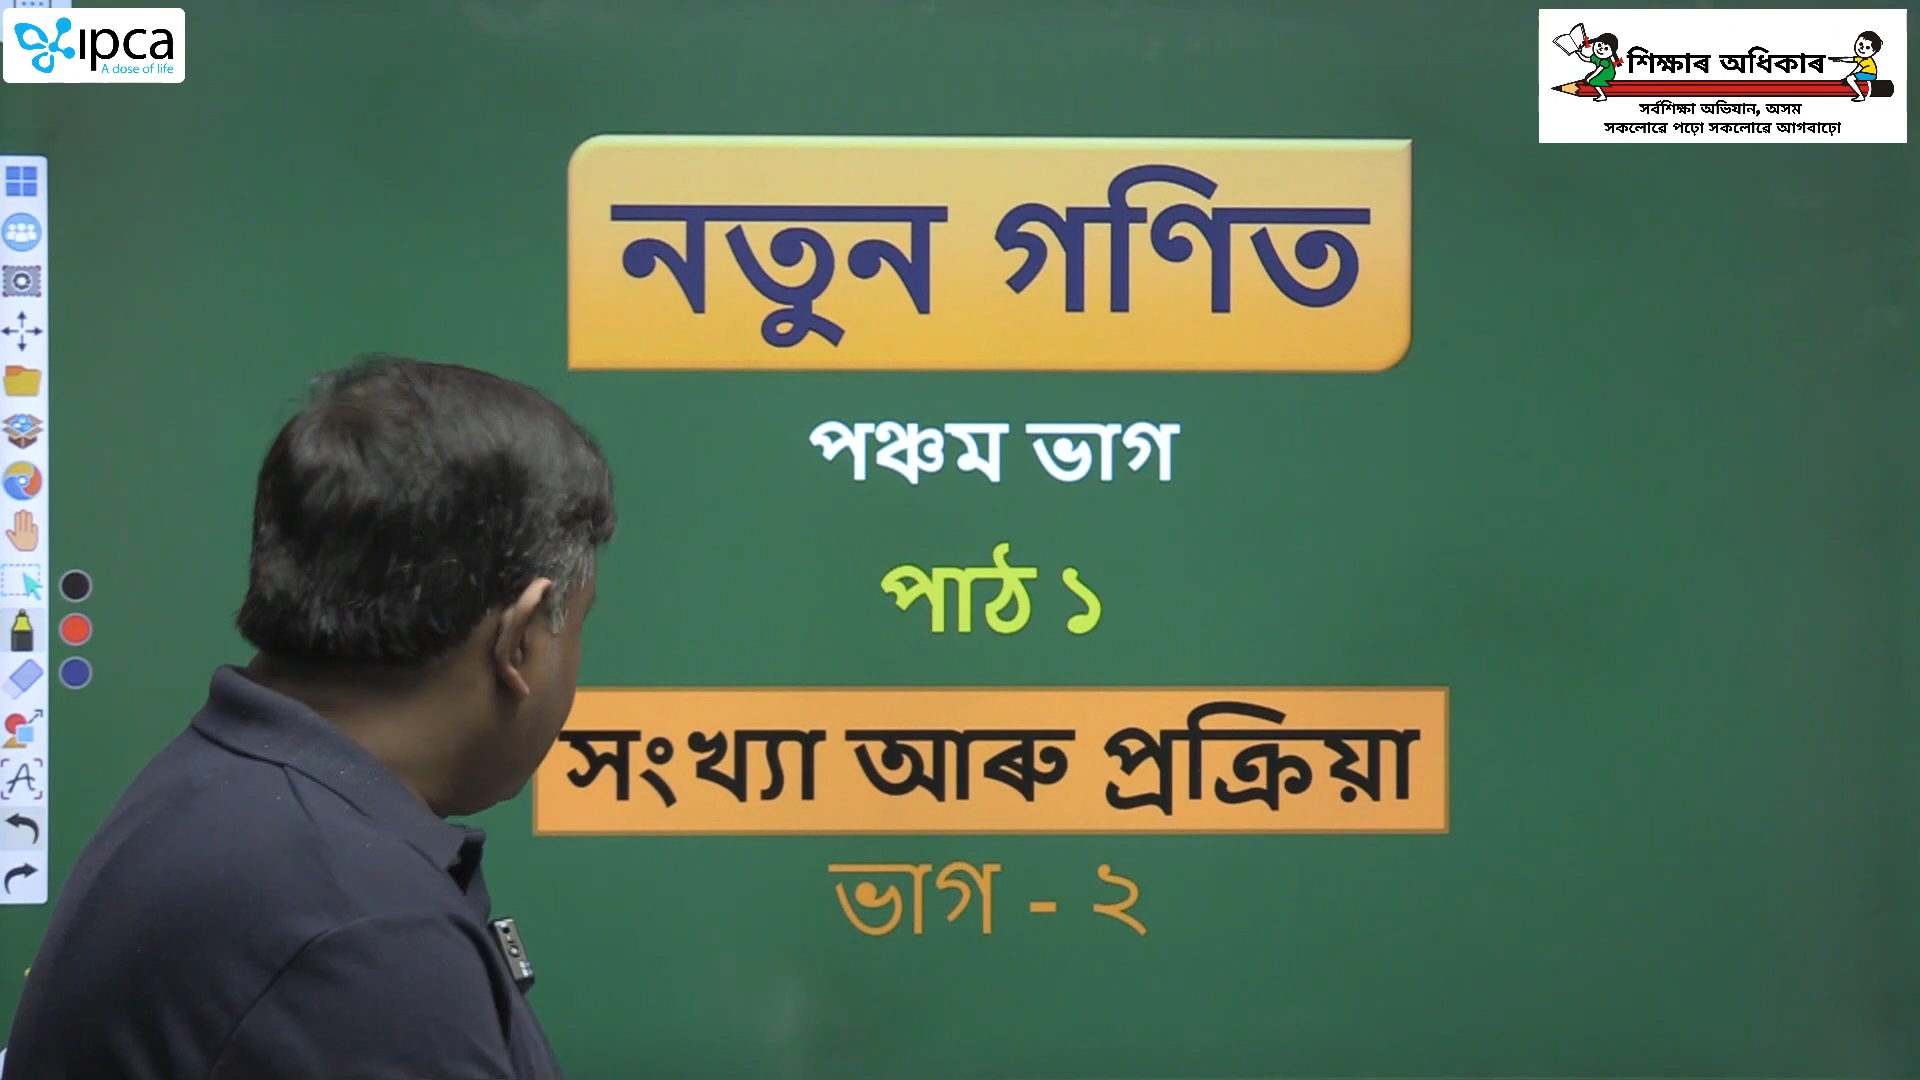 ipca
A dose of life
শিক্ষাৰ অধিকাৰ
সৰ্বশিক্ষা অভিযান, অসম
সকলোৱে পঢ়ো সকলোৱে আগবাঢ়ো
নতুন গণিত
পঞ্চম ভাগ
পাঠ ১
সংখ্যা আৰু প্ৰক্ৰিয়া
ভাগ - ২